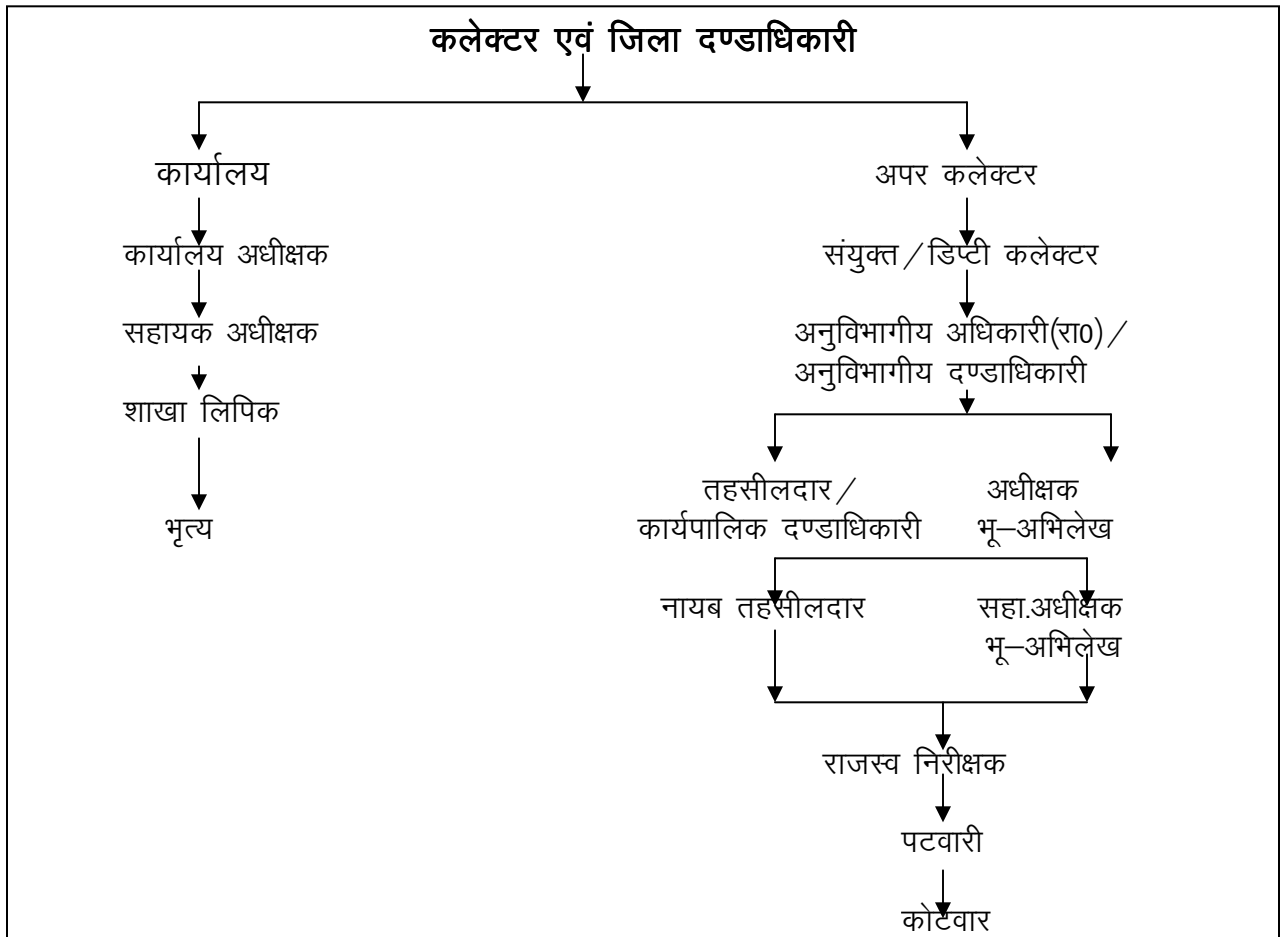 कलेक्टर एवं जिला दण्डाधिकारी
कार्यालय
अपर कलेक्टर
कार्यालय अधीक्षक
संयुक्त/डिप्टी कलेक्टर
सहायक अधीक्षक
अनुविभागीय अधिकारी(रा0)/
अनुविभागीय दण्डाधिकारी
शाखा लिपिक
तहसीलदार/
कार्यपालिक दण्डाधिकारी
अधीक्षक
भू–अभिलेख
भृत्य
नायब तहसीलदार
सहा.अधीक्षक
भू–अभिलेख
राजस्व निरीक्षक
पटवारी
कोटवार